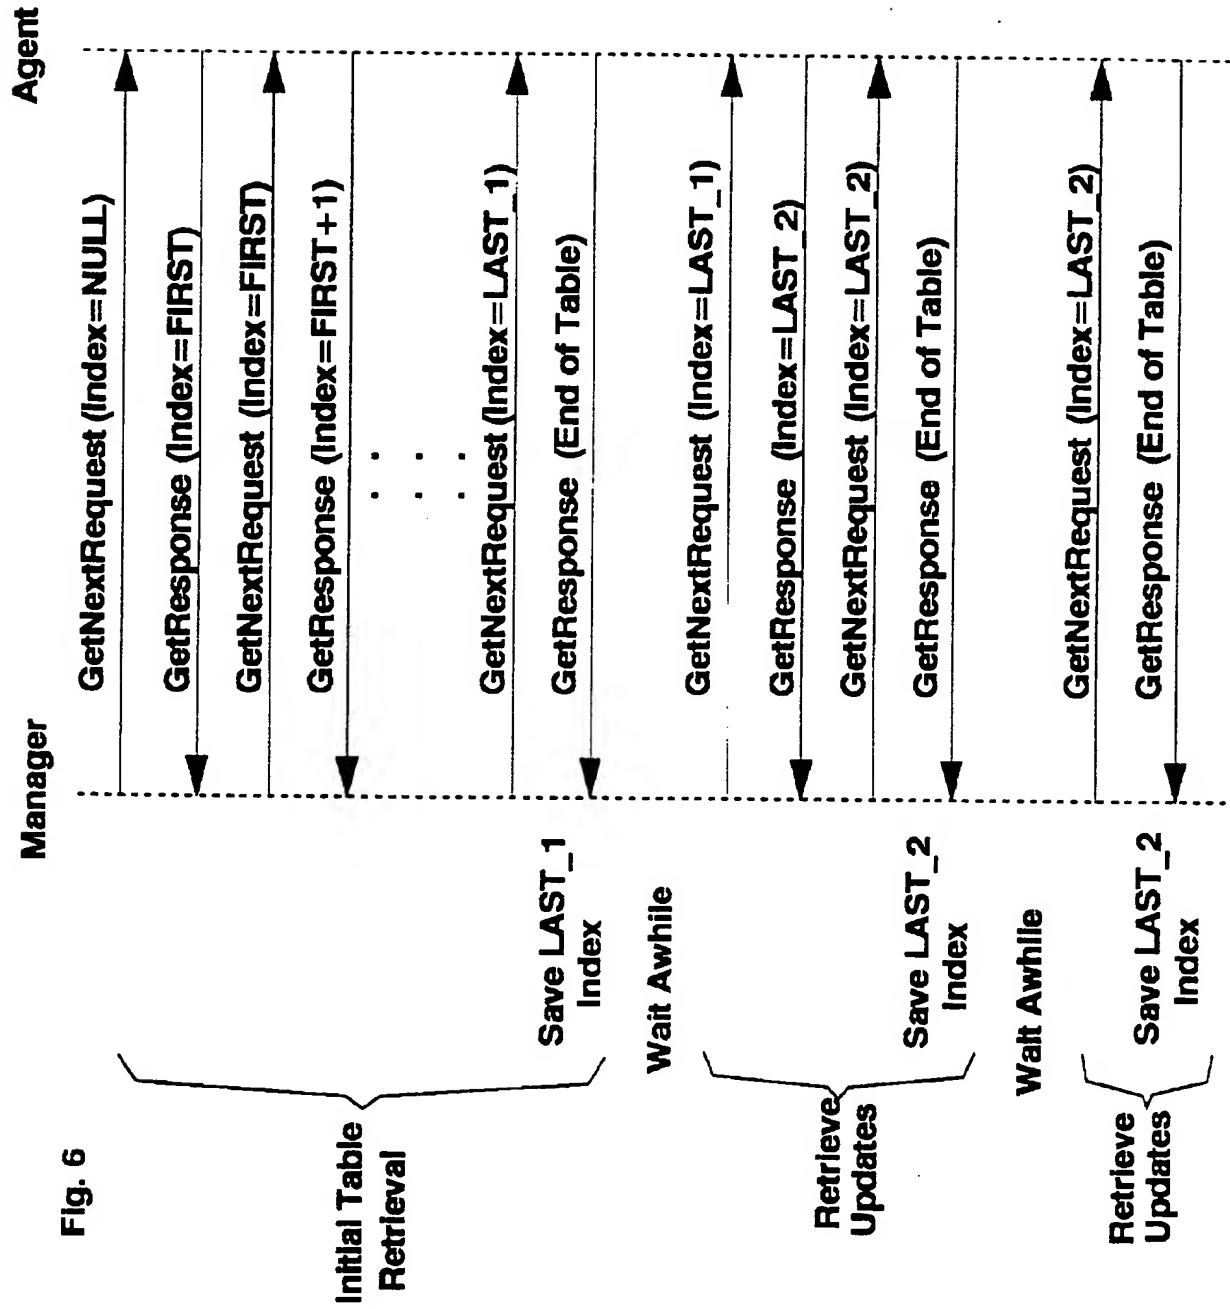 Fig. 6
Manager
Agent
Initial Table
Retrieval
GetNextRequest (Index=NULL)
GetResponse (Index=FIRST)
GetNextRequest (Index=FIRST)
GetResponse (Index=FIRST+1)
. . .
. . .
GetNextRequest (Index=LAST_1)
GetResponse (End of Table)
Save LAST_1
Index
Wait Awhile
Retrieve
Updates
GetNextRequest (Index=LAST_1)
GetResponse (Index=LAST_2)
GetNextRequest (Index=LAST_2)
GetResponse (End of Table)
Save LAST_2
Index
Wait Awhile
Retrieve
Updates
GetNextRequest (Index=LAST_2)
GetResponse (End of Table)
Save LAST_2
Index